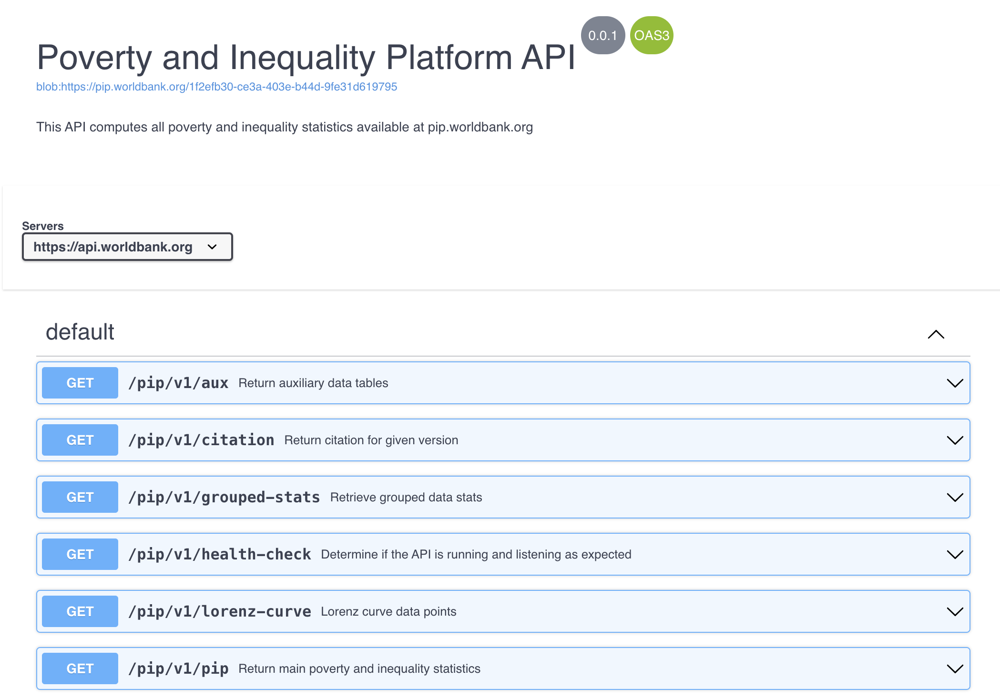 Poverty and Inequality Platform API 0.0.1 OAS3
blob:https://pip.worldbank.org/1f2efb30-ce3a-403e-b44d-9fe31d619795
This API computes all poverty and inequality statistics available at pip.worldbank.org
Servers
https://api.worldbank.org
default
GET /pip/v1/aux Return auxiliary data tables
GET /pip/v1/citation Return citation for given version
GET /pip/v1/grouped-stats Retrieve grouped data stats
GET /pip/v1/health-check Determine if the API is running and listening as expected
GET /pip/v1/lorenz-curve Lorenz curve data points
GET /pip/v1/pip Return main poverty and inequality statistics